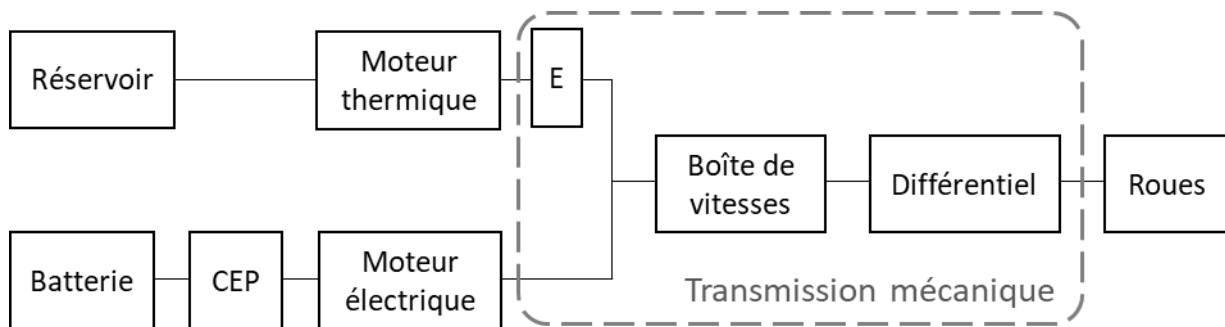 Réservoir
Moteur
thermique
E
Boîte de
vitesses
Différentiel
Roues
Batterie
CEP
Moteur
électrique
Transmission mécanique